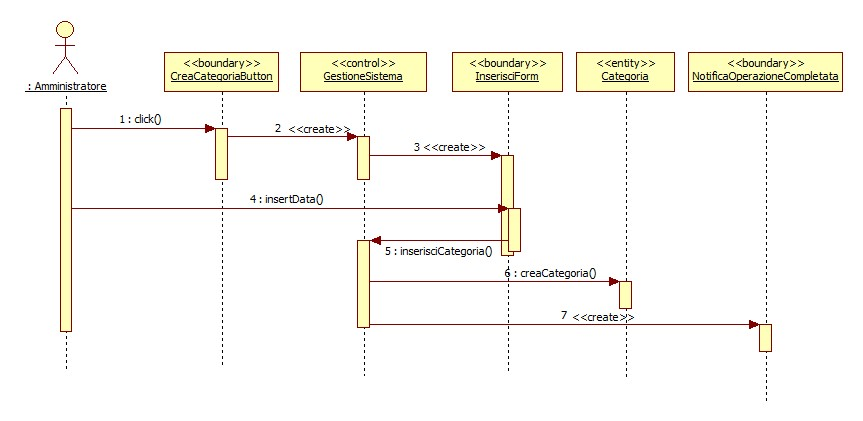 : Amministratore
<<boundary>>
CreaCategoriaButton
<<control>>
GestioneSistema
<<boundary>>
InserisciForm
<<entity>>
Categoria
<<boundary>>
NotificaOperazioneCompletata
1 : click()
2 <<create>>
3 <<create>>
4 : insertData()
5 : inserisciCategoria()
6 : creaCategoria()
7 <<create>>